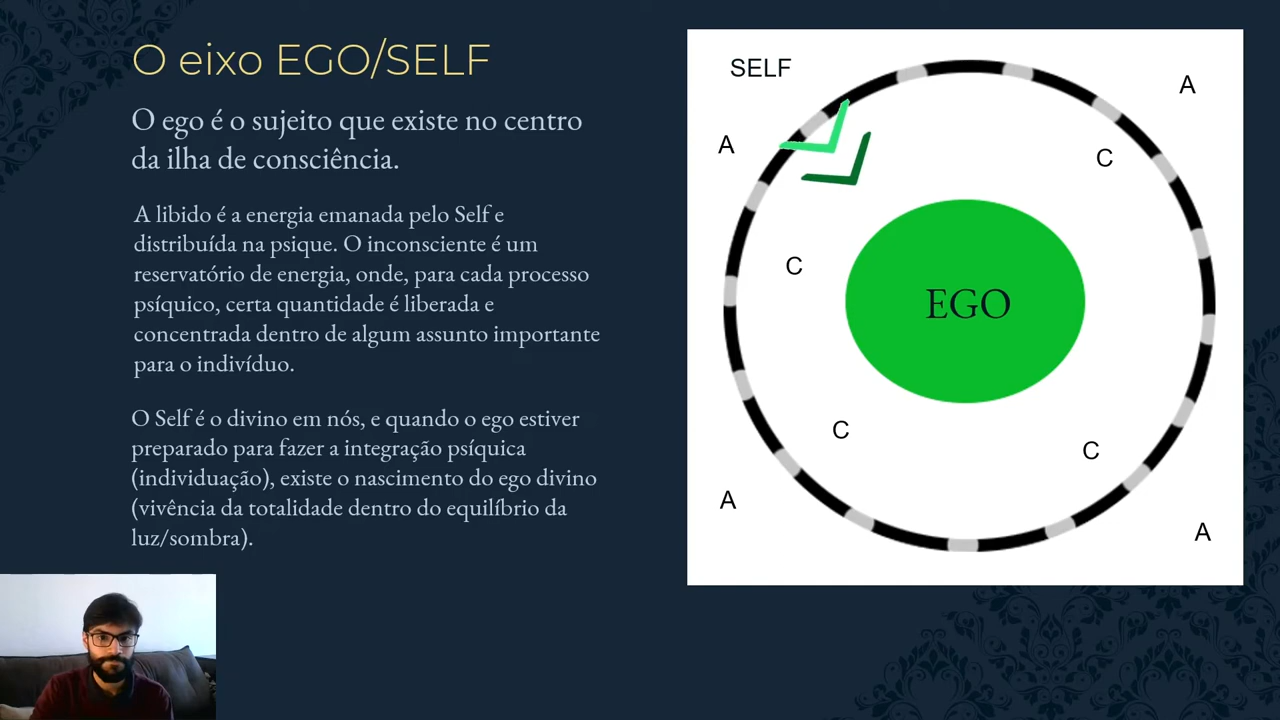 O eixo EGO/SELF
O ego é o sujeito que existe no centro
da ilha de consciência.
A libido é a energia emanada pelo Self e
distribuída na psique. O inconsciente é um
reservatório de energia, onde, para cada processo
psíquico, certa quantidade é liberada e
concentrada dentro de algum assunto importante
para o indivíduo.
O Self é o divino em nós, e quando o ego estiver
preparado para fazer a integração psíquica
(individuação), existe o nascimento do ego divino
(vivência da totalidade dentro do equilíbrio da
luz/sombra).
SELF
A
A
C
C
EGO
C
C
A
A